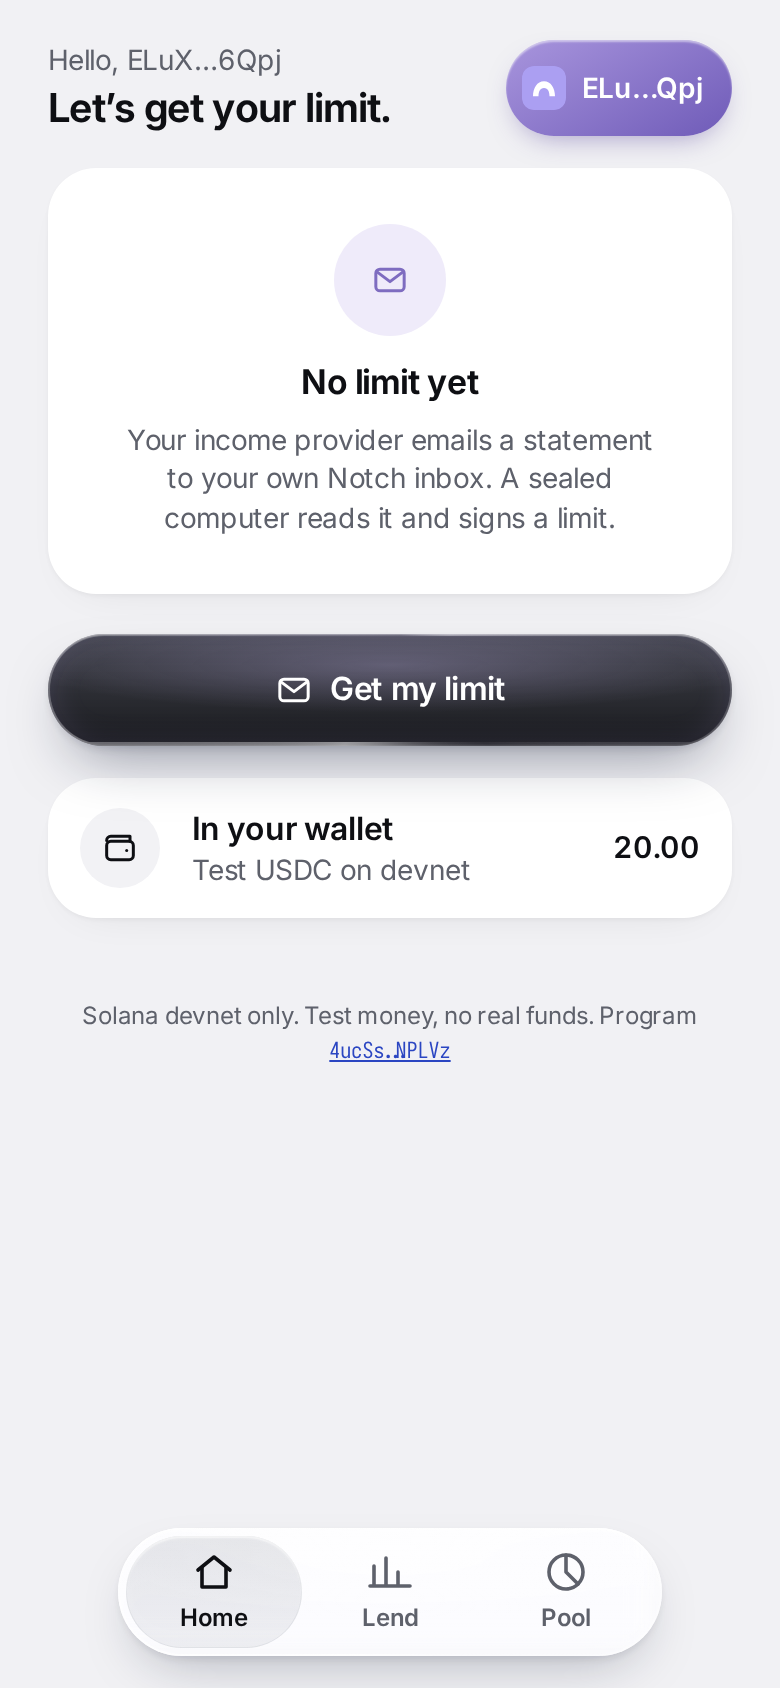 Hello, ELuX...6Qpj
Let’s get your limit.
ELu...Qpj
No limit yet
Your income provider emails a statement
to your own Notch inbox. A sealed
computer reads it and signs a limit.
Get my limit
In your wallet
Test USDC on devnet
20.00
Solana devnet only. Test money, no real funds. Program
4ucSs…NPLVz
Home
Lend
Pool